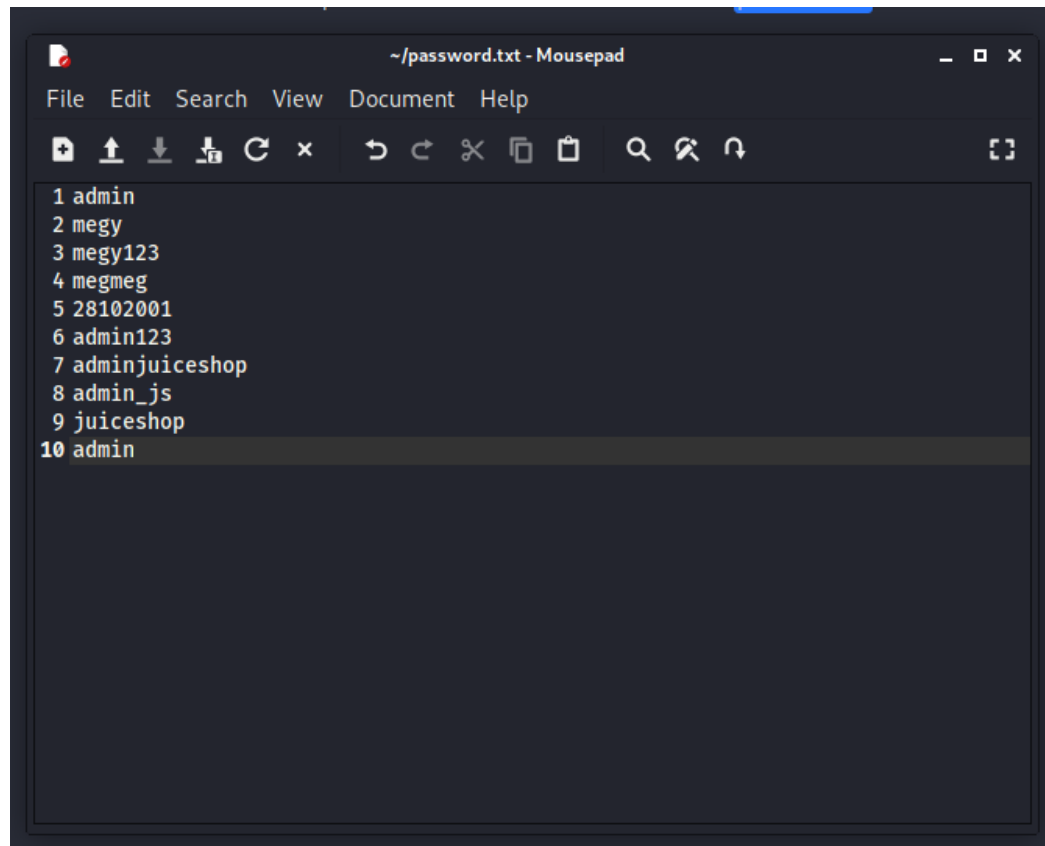 ~/password.txt - Mousepad
File Edit Search View Document Help
1 admin
2 megy
3 megy123
4 megmeg
5 28102001
6 admin123
7 adminjuiceshop
8 admin_js
9 juiceshop
10 admin